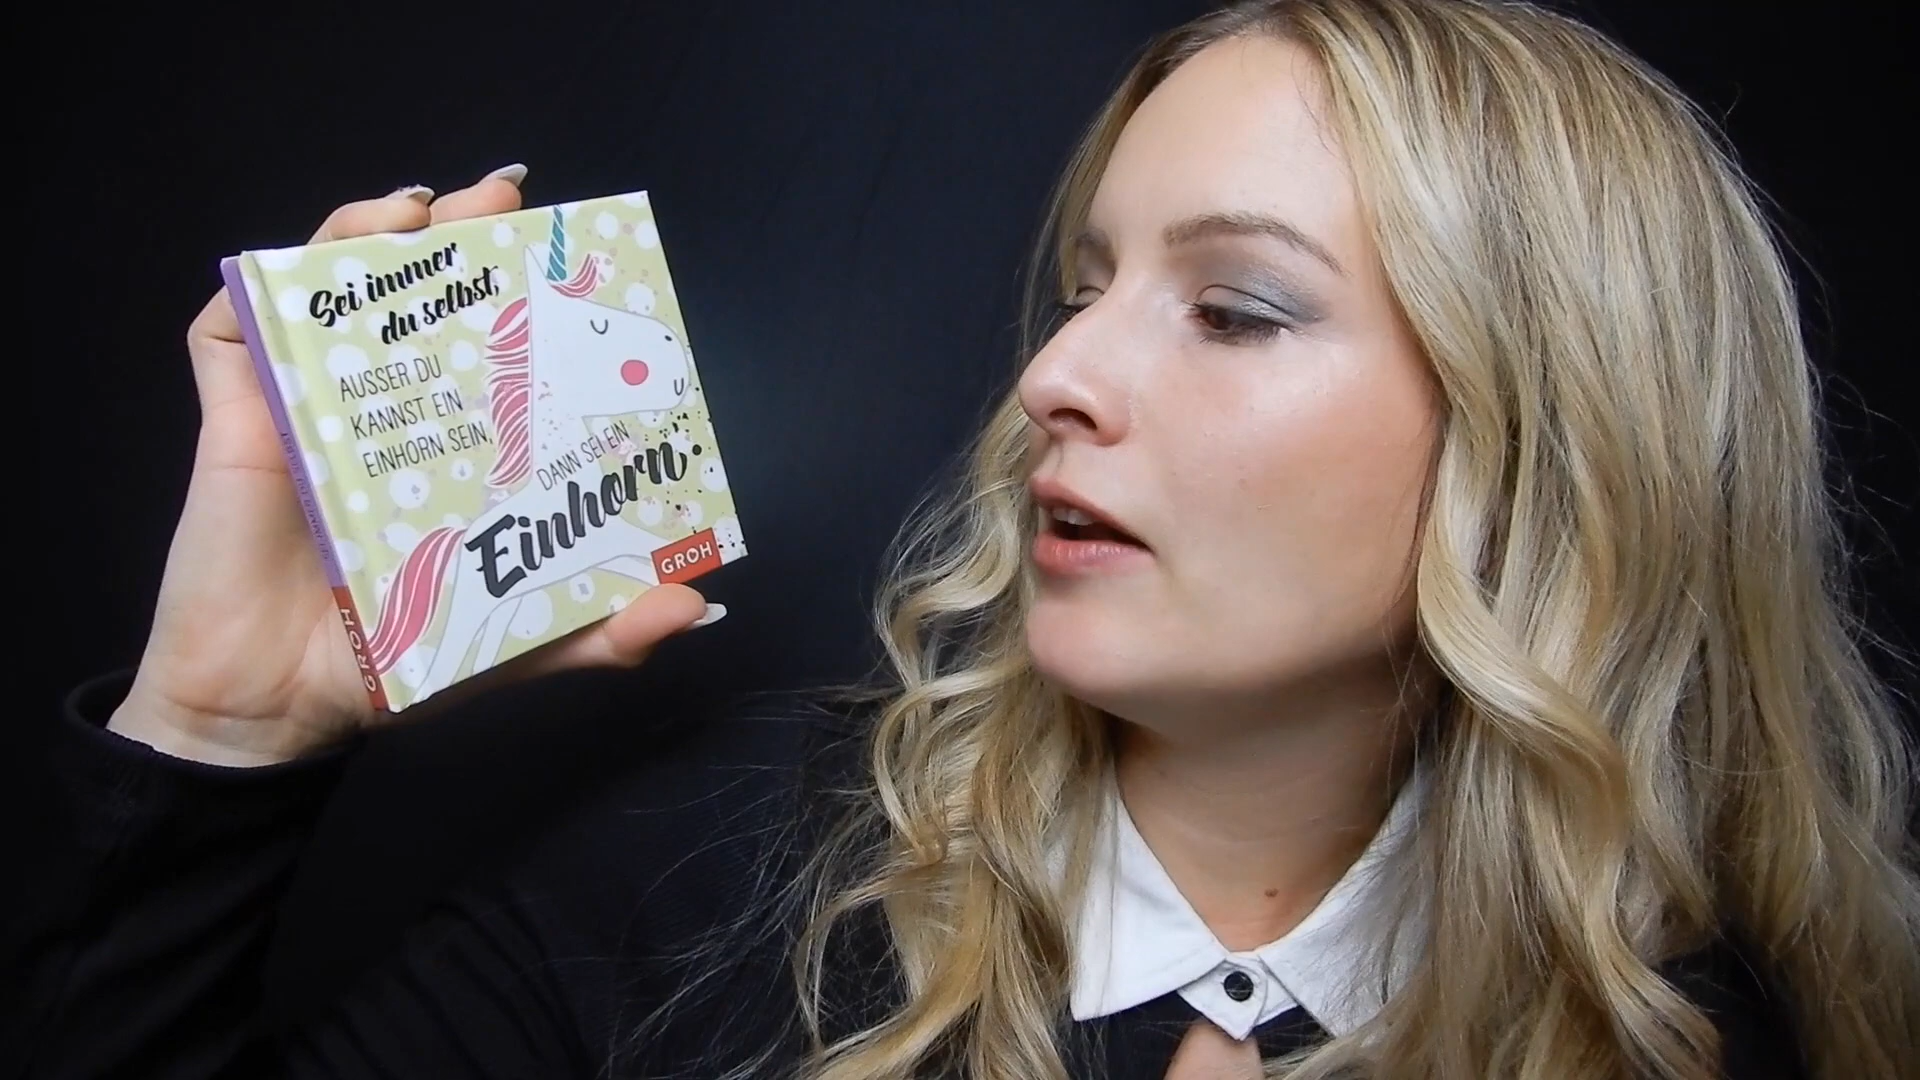 Sei immer
du selbst,
AUSSER DU
KANNST EIN
EINHORN SEIN,
DANN SEI EIN
Einhorn.
GROH
GROH